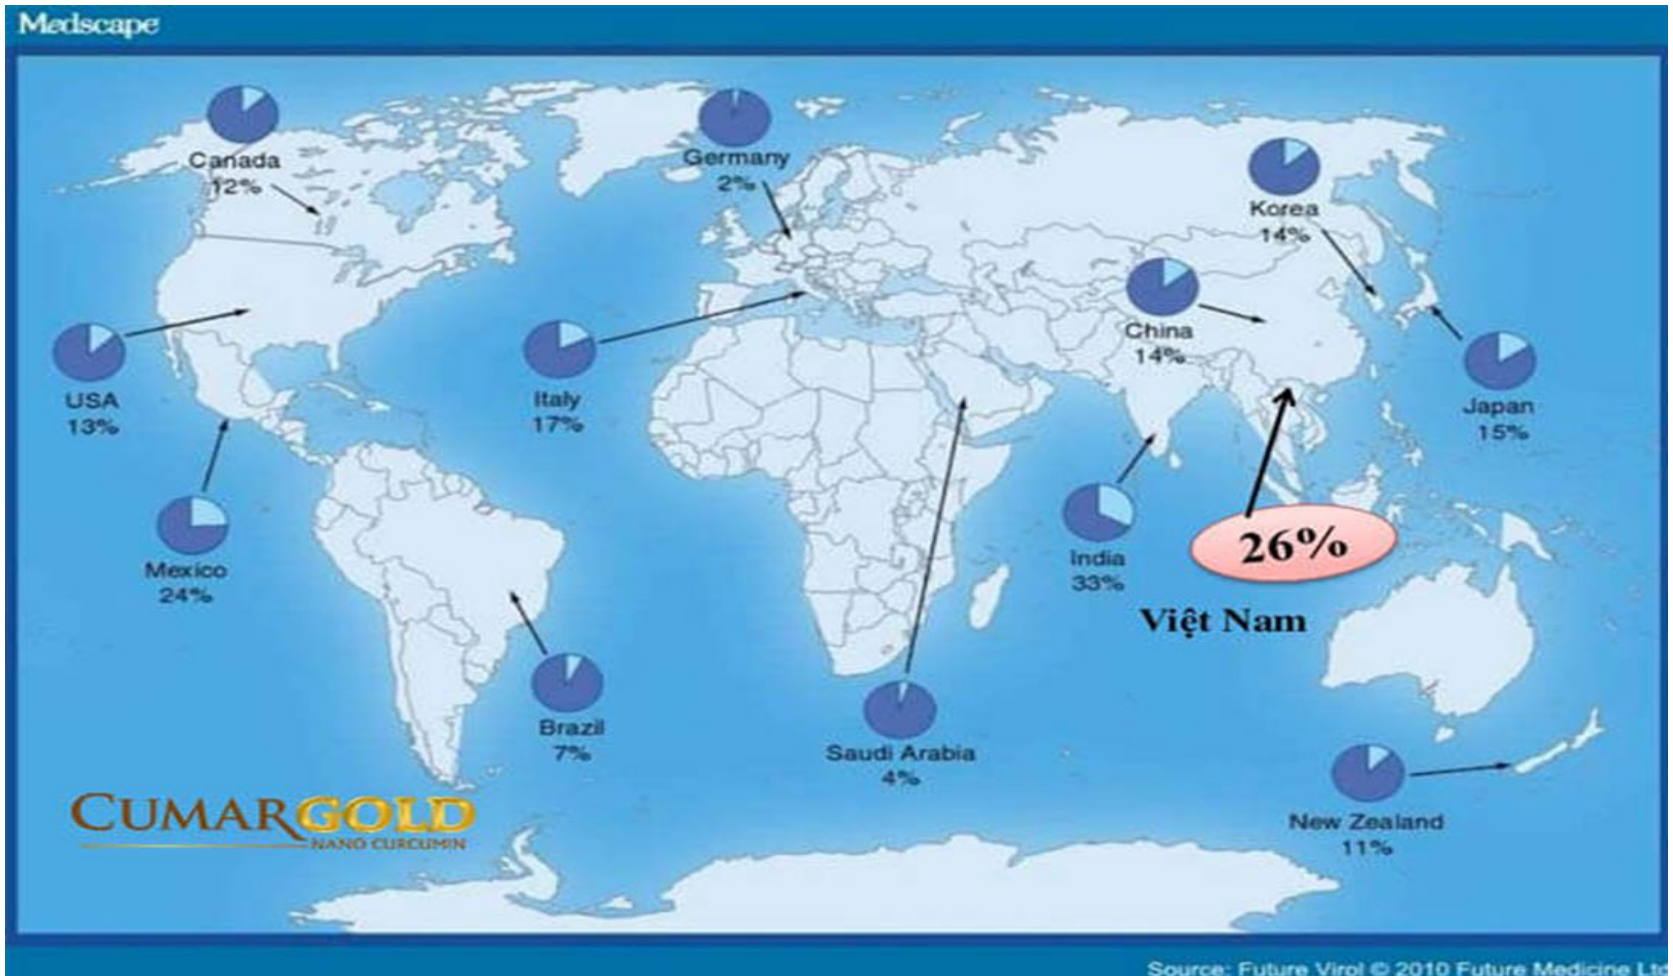 Medscape
Canada
12%
Germany
2%
Korea
14%
China
14%
USA
13%
Italy
17%
Japan
15%
Mexico
24%
India
33%
26%
Việt Nam
Brazil
7%
Saudi Arabia
4%
New Zealand
11%
CUMARGOLD
NANO CURCUMIN
Source: Future Virol © 2010 Future Medicine Ltd